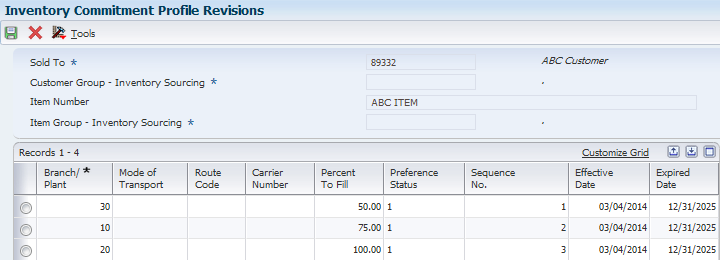 Inventory Commitment Profile Revisions
Tools
Sold To * 89332 ABC Customer
Customer Group - Inventory Sourcing * .
Item Number ABC ITEM
Item Group - Inventory Sourcing * .
Records 1 - 4 Customize Grid
Branch/ * Mode of Route Carrier Percent Preference Sequence Effective Expired
Plant Transport Code Number To Fill Status No. Date Date
30 50.00 1 1 03/04/2014 12/31/2025
10 75.00 1 2 03/04/2014 12/31/2025
20 100.00 1 3 03/04/2014 12/31/2025